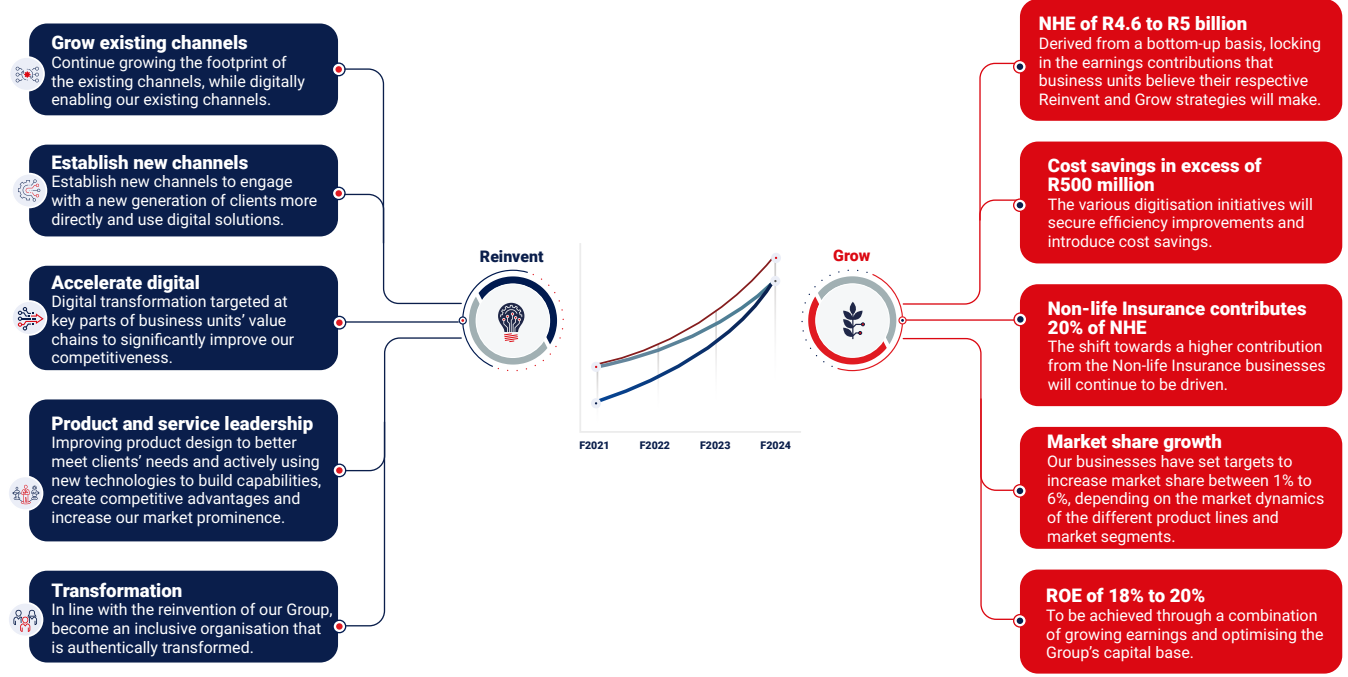 Grow existing channels
Continue growing the footprint of
the existing channels, while digitally
enabling our existing channels.
Establish new channels
Establish new channels to engage
with a new generation of clients more
directly and use digital solutions.
Accelerate digital
Digital transformation targeted at
key parts of business units' value
chains to significantly improve our
competitiveness.
Product and service leadership
Improving product design to better
meet clients' needs and actively using
new technologies to build capabilities,
create competitive advantages and
increase our market prominence.
Transformation
In line with the reinvention of our Group,
become an inclusive organisation that
is authentically transformed.
Reinvent
F2021 F2022 F2023 F2024
Grow
NHE of R4.6 to R5 billion
Derived from a bottom-up basis, locking
in the earnings contributions that
business units believe their respective
Reinvent and Grow strategies will make.
Cost savings in excess of
R500 million
The various digitisation initiatives will
secure efficiency improvements and
introduce cost savings.
Non-life Insurance contributes
20% of NHE
The shift towards a higher contribution
from the Non-life Insurance businesses
will continue to be driven.
Market share growth
Our businesses have set targets to
increase market share between 1% to
6%, depending on the market dynamics
of the different product lines and
market segments.
ROE of 18% to 20%
To be achieved through a combination
of growing earnings and optimising the
Group's capital base.